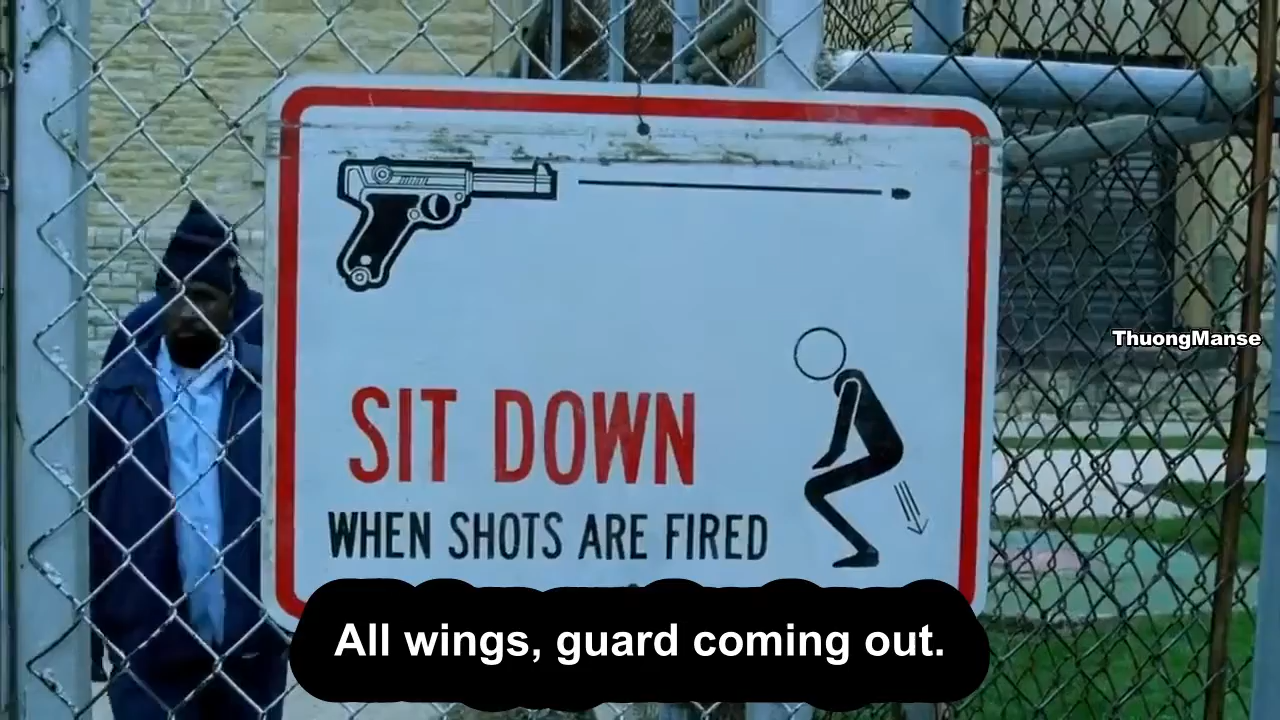 ThuongManse
SIT DOWN
WHEN SHOTS ARE FIRED
All wings, guard coming out.